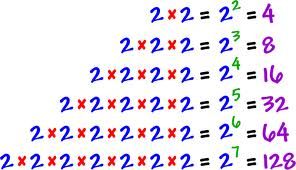 2×2 = 2² = 4
2×2×2 = 2³ = 8
2×2×2×2 = 2⁴ = 16
2×2×2×2×2 = 2⁵ = 32
2×2×2×2×2×2 = 2⁶ = 64
2×2×2×2×2×2×2 = 2⁷ = 128